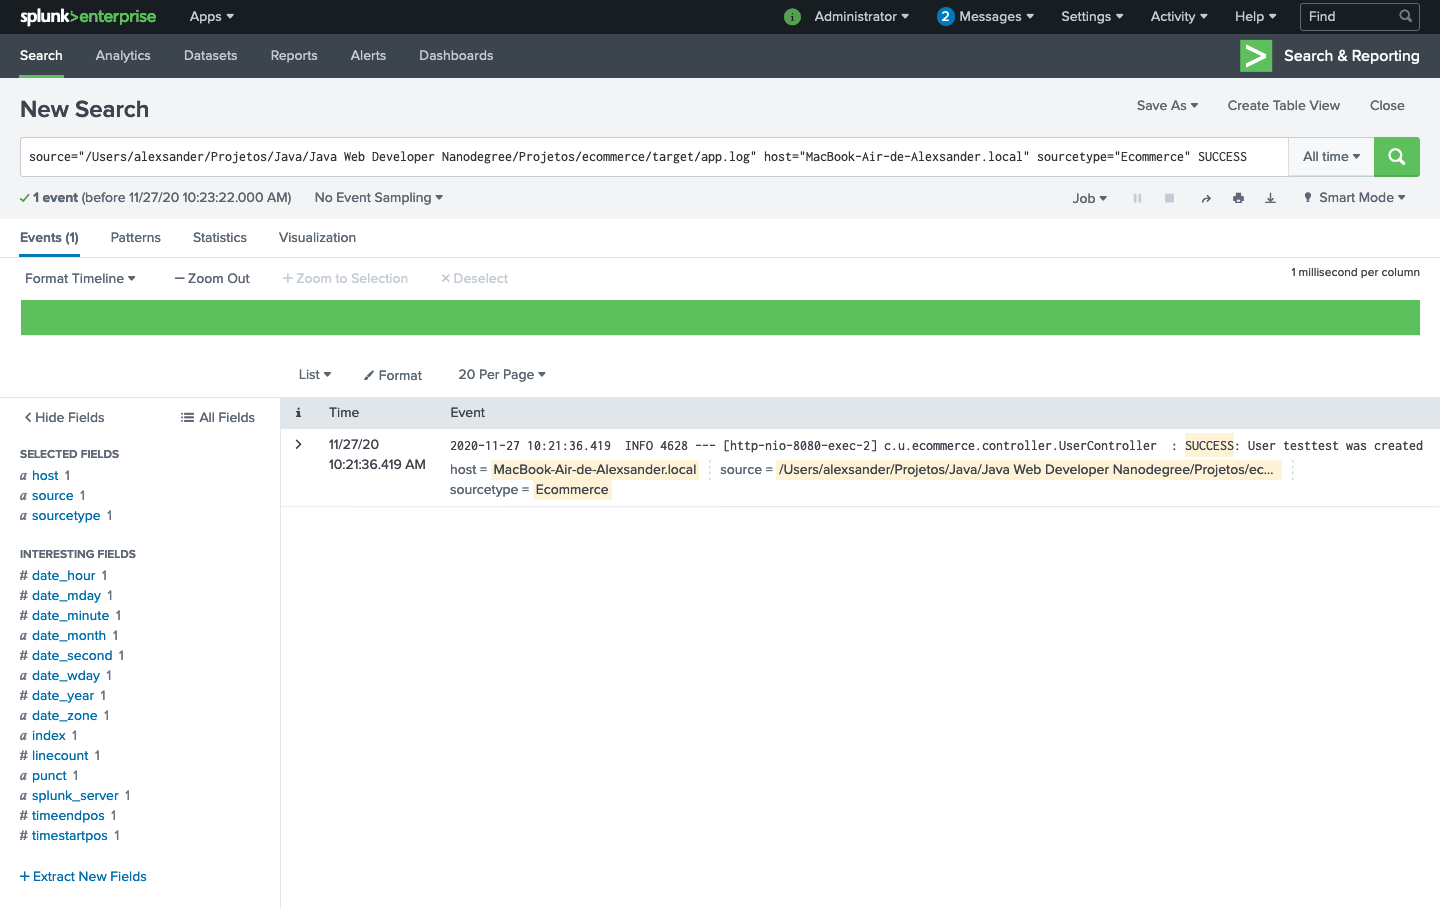 splunk>enterprise Apps i Administrator 2 Messages Settings Activity Help Find
Search Analytics Datasets Reports Alerts Dashboards Search & Reporting
New Search Save As Create Table View Close
source="/Users/alexsander/Projetos/Java/Java Web Developer Nanodegree/Projetos/ecommerce/target/app.log" host="MacBook-Air-de-Alexsander.local" sourcetype="Ecommerce" SUCCESS All time
1 event (before 11/27/20 10:23:22.000 AM) No Event Sampling Job Smart Mode
Events (1) Patterns Statistics Visualization
Format Timeline — Zoom Out + Zoom to Selection × Deselect 1 millisecond per column
List Format 20 Per Page
< Hide Fields All Fields i Time Event
SELECTED FIELDS
a host 1
a source 1
a sourcetype 1
INTERESTING FIELDS
# date_hour 1
# date_mday 1
# date_minute 1
a date_month 1
# date_second 1
a date_wday 1
# date_year 1
a date_zone 1
a index 1
# linecount 1
a punct 1
a splunk_server 1
# timeendpos 1
# timestartpos 1
+ Extract New Fields
> 11/27/20
10:21:36.419 AM
2020-11-27 10:21:36.419 INFO 4628 --- [http-nio-8080-exec-2] c.u.ecommerce.controller.UserController : SUCCESS: User testtest was created
host = MacBook-Air-de-Alexsander.local source = /Users/alexsander/Projetos/Java/Java Web Developer Nanodegree/Projetos/ec...
sourcetype = Ecommerce